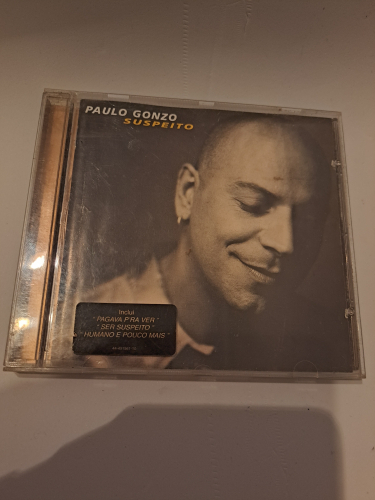 PAULO GONZO
SUSPEITO
Inclui
" PAGAVA P'RA VER "
" SER SUSPEITO "
" HUMANO E POUCO MAIS "